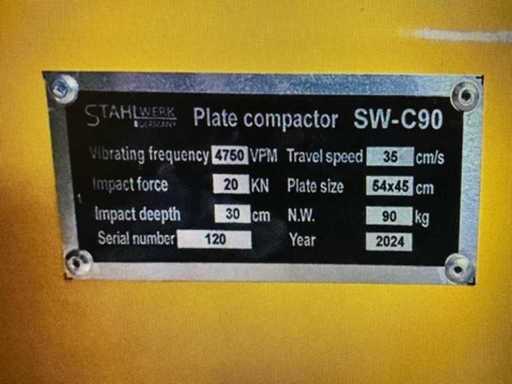 STAHLWERK GERMANY Plate compactor SW-C90
Vibrating frequency 4750 VPM Travel speed 35 cm/s
Impact force 20 KN Plate size 54x45 cm
Impact deepth 30 cm N.W. 90 kg
Serial number 120 Year 2024